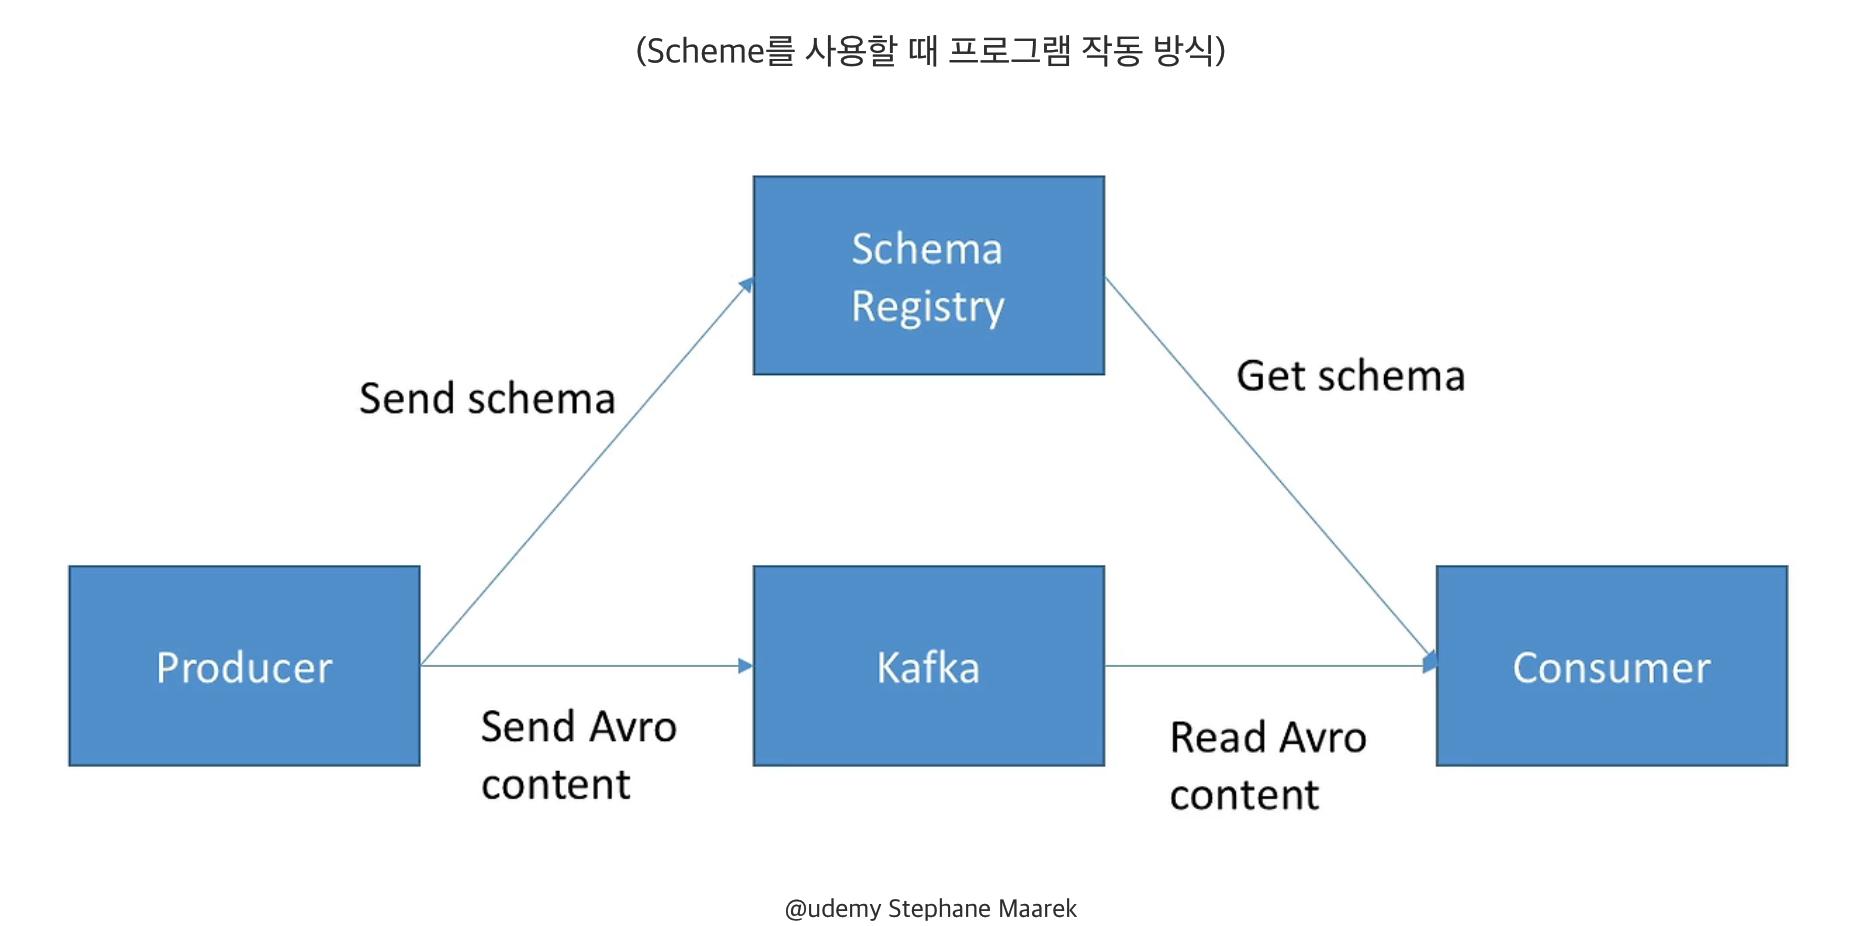 (Scheme를 사용할 때 프로그램 작동 방식)
Schema
Registry
Send schema
Get schema
Producer
Kafka
Consumer
Send Avro
content
Read Avro
content
@udemy Stephane Maarek